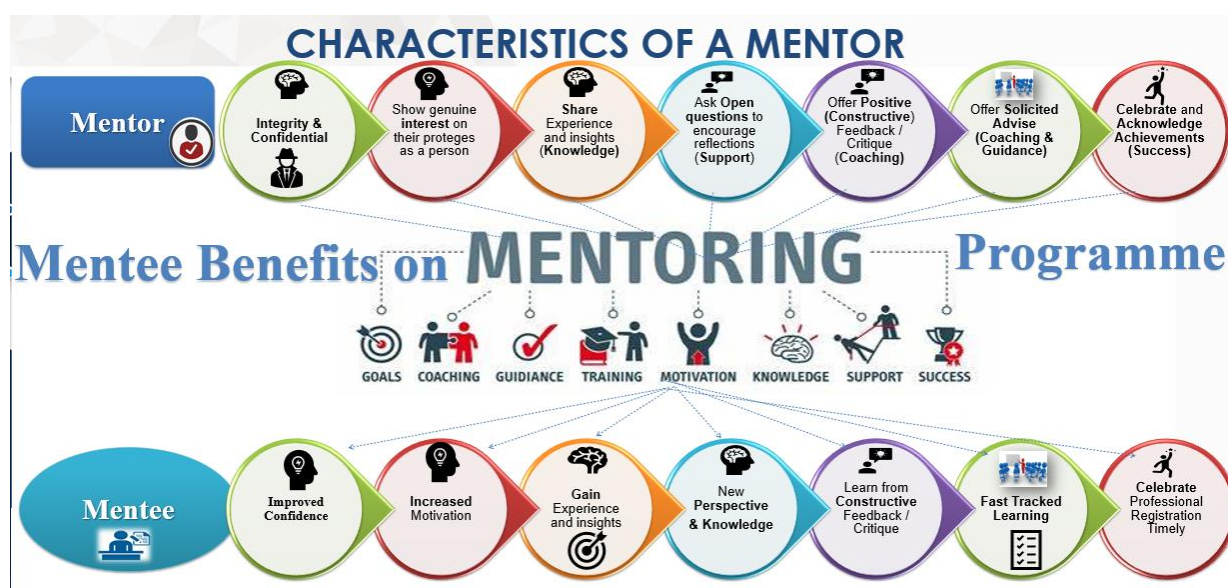 CHARACTERISTICS OF A MENTOR
Mentor
Integrity &
Confidential
Show genuine
interest on
their proteges
as a person
Share
Experience
and insights
(Knowledge)
Ask Open
questions to
encourage
reflections
(Support)
Offer Positive
(Constructive)
Feedback /
Critique
(Coaching)
Offer Solicited
Advise
(Coaching &
Guidance)
Celebrate and
Acknowledge
Achievements
(Success)
Mentee Benefits on MENTORING Programme
GOALS COACHING GUIDIANCE TRAINING MOTIVATION KNOWLEDGE SUPPORT SUCCESS
Mentee
Improved
Confidence
Increased
Motivation
Gain
Experience
and insights
New
Perspective
& Knowledge
Learn from
Constructive
Feedback /
Critique
Fast Tracked
Learning
Celebrate
Professional
Registration
Timely